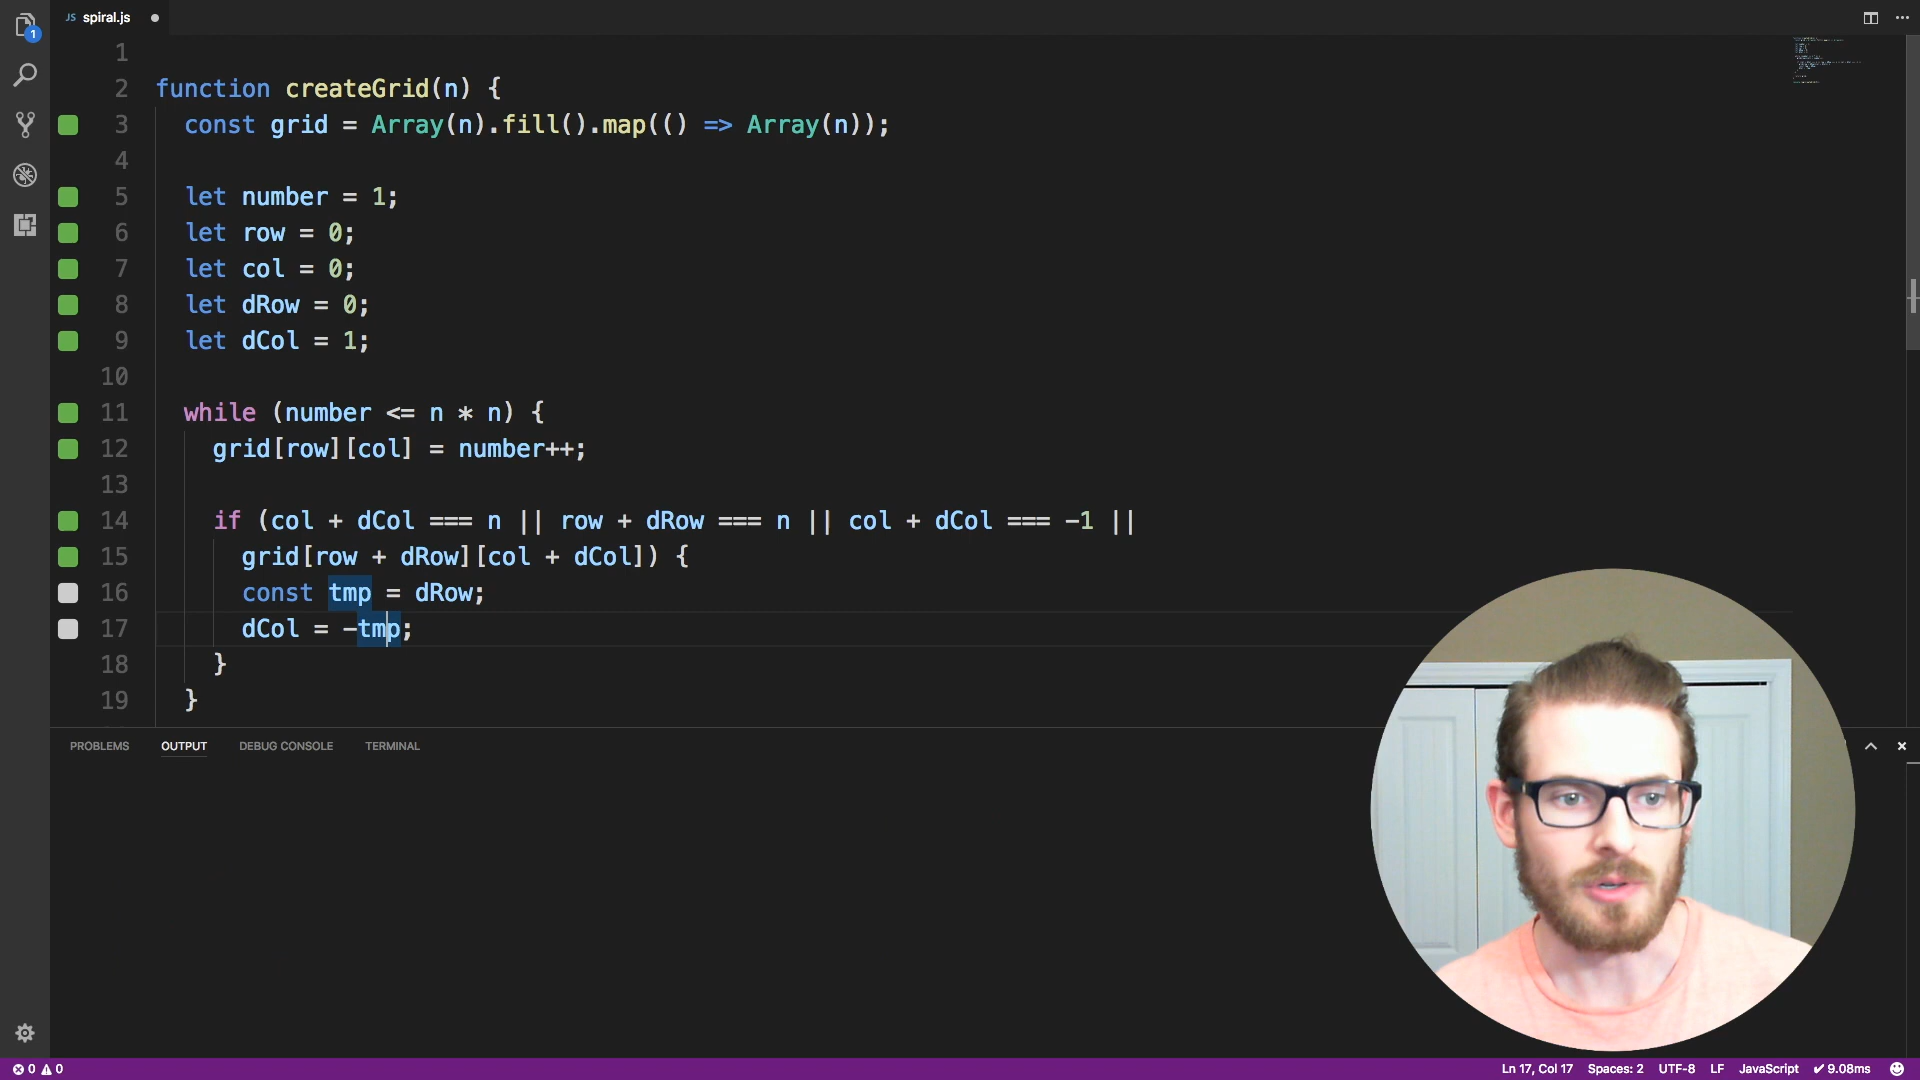 JS spiral.js
1
1
2 function createGrid(n) {
3 const grid = Array(n).fill().map(() => Array(n));
4
5 let number = 1;
6 let row = 0;
7 let col = 0;
8 let dRow = 0;
9 let dCol = 1;
10
11 while (number <= n * n) {
12 grid[row][col] = number++;
13
14 if (col + dCol === n || row + dRow === n || col + dCol === -1 ||
15 grid[row + dRow][col + dCol]) {
16 const tmp = dRow;
17 dCol = -tmp;
18 }
19 }
PROBLEMS OUTPUT DEBUG CONSOLE TERMINAL
0 0 Ln 17, Col 17 Spaces: 2 UTF-8 LF JavaScript ✔ 9.08ms